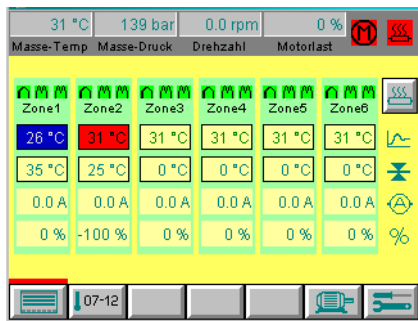 31 °C 139 bar 0.0 rpm 0 %
Masse-Temp Masse-Druck Drehzahl Motorlast
Zone1 Zone2 Zone3 Zone4 Zone5 Zone6
26 °C 31 °C 31 °C 31 °C 31 °C 31 °C
35 °C 25 °C 0 °C 0 °C 0 °C 0 °C
0.0 A 0.0 A 0.0 A 0.0 A 0.0 A 0.0 A
0 % -100 % 0 % 0 % 0 % 0 % %
07-12